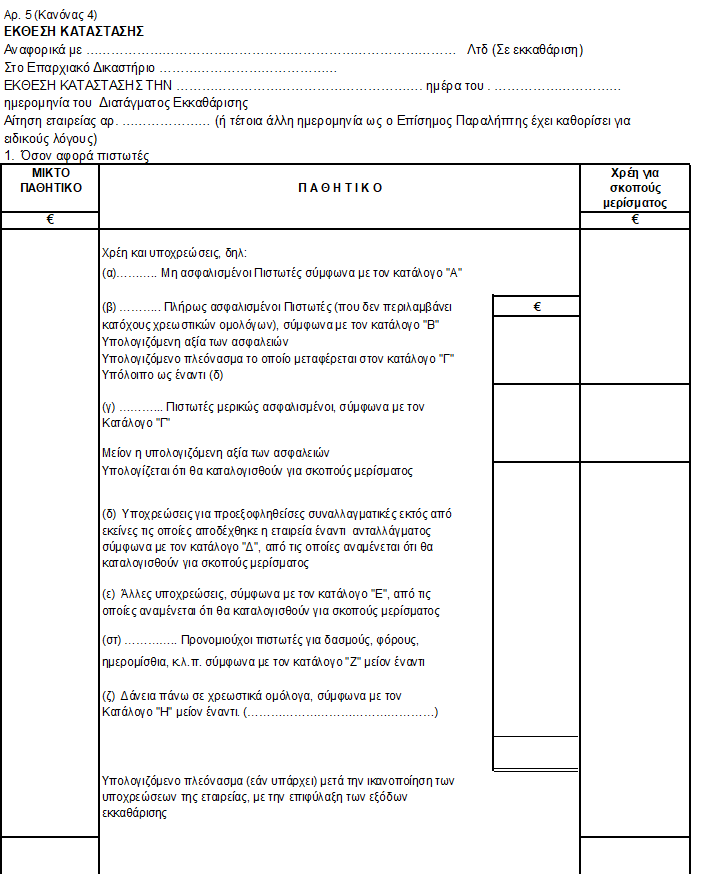 Αρ. 5 (Κανόνας 4)
ΕΚΘΕΣΗ ΚΑΤΑΣΤΑΣΗΣ
Αναφορικά με ………………………………………………………………………… Λτδ (Σε εκκαθάριση)
Στο Επαρχιακό Δικαστήριο …………………………………..
ΕΚΘΕΣΗ ΚΑΤΑΣΤΑΣΗΣ ΤΗΝ ……………………………………………….. ημέρα του . ………………………..
ημερομηνία του Διατάγματος Εκκαθάρισης
Αίτηση εταιρείας αρ. ………………… (ή τέτοια άλλη ημερομηνία ως ο Επίσημος Παραλήπτης έχει καθορίσει για
ειδικούς λόγους)
1. Όσον αφορά πιστωτές
ΜΙΚΤΟ
ΠΑΘΗΤΙΚΟ
Π Α Θ Η Τ Ι Κ Ο
Χρέη για
σκοπούς
μερίσματος
€
€
Χρέη και υποχρεώσεις, δηλ:
(α)……….. Μη ασφαλισμένοι Πιστωτές σύμφωνα με τον κατάλογο "Α"
(β) ……….. Πλήρως ασφαλισμένοι Πιστωτές (που δεν περιλαμβάνει
€
κατόχους χρεωστικών ομολόγων), σύμφωνα με τον κατάλογο "Β"
Υπολογιζόμενη αξία των ασφαλειών
Υπολογιζόμενο πλεόνασμα το οποίο μεταφέρεται στον κατάλογο "Γ"
Υπόλοιπο ως έναντι (δ)
(γ) ……….. Πιστωτές μερικώς ασφαλισμένοι, σύμφωνα με τον
Κατάλογο "Γ"
Μείον η υπολογιζόμενη αξία των ασφαλειών
Υπολογίζεται ότι θα καταλογισθούν για σκοπούς μερίσματος
(δ) Υποχρεώσεις για προεξοφληθείσες συναλλαγματικές εκτός από
εκείνες τις οποίες αποδέχθηκε η εταιρεία έναντι ανταλλάγματος
σύμφωνα με τον κατάλογο "Δ", από τις οποίες αναμένεται ότι θα
καταλογισθούν για σκοπούς μερίσματος
(ε) Άλλες υποχρεώσεις, σύμφωνα με τον κατάλογο "Ε", από τις
οποίες αναμένεται ότι θα καταλογισθούν για σκοπούς μερίσματος
(στ) ………….. Προνομιούχοι πιστωτές για δασμούς, φόρους,
ημερομίσθια, κ.λ.π. σύμφωνα με τον κατάλογο "Ζ" μείον έναντι
(ζ) Δάνεια πάνω σε χρεωστικά ομόλογα, σύμφωνα με τον
Κατάλογο "Η" μείον έναντι. (……………………………………)
Υπολογιζόμενο πλεόνασμα (εάν υπάρχει) μετά την ικανοποίηση των
υποχρεώσεων της εταιρείας, με την επιφύλαξη των εξόδων
εκκαθάρισης